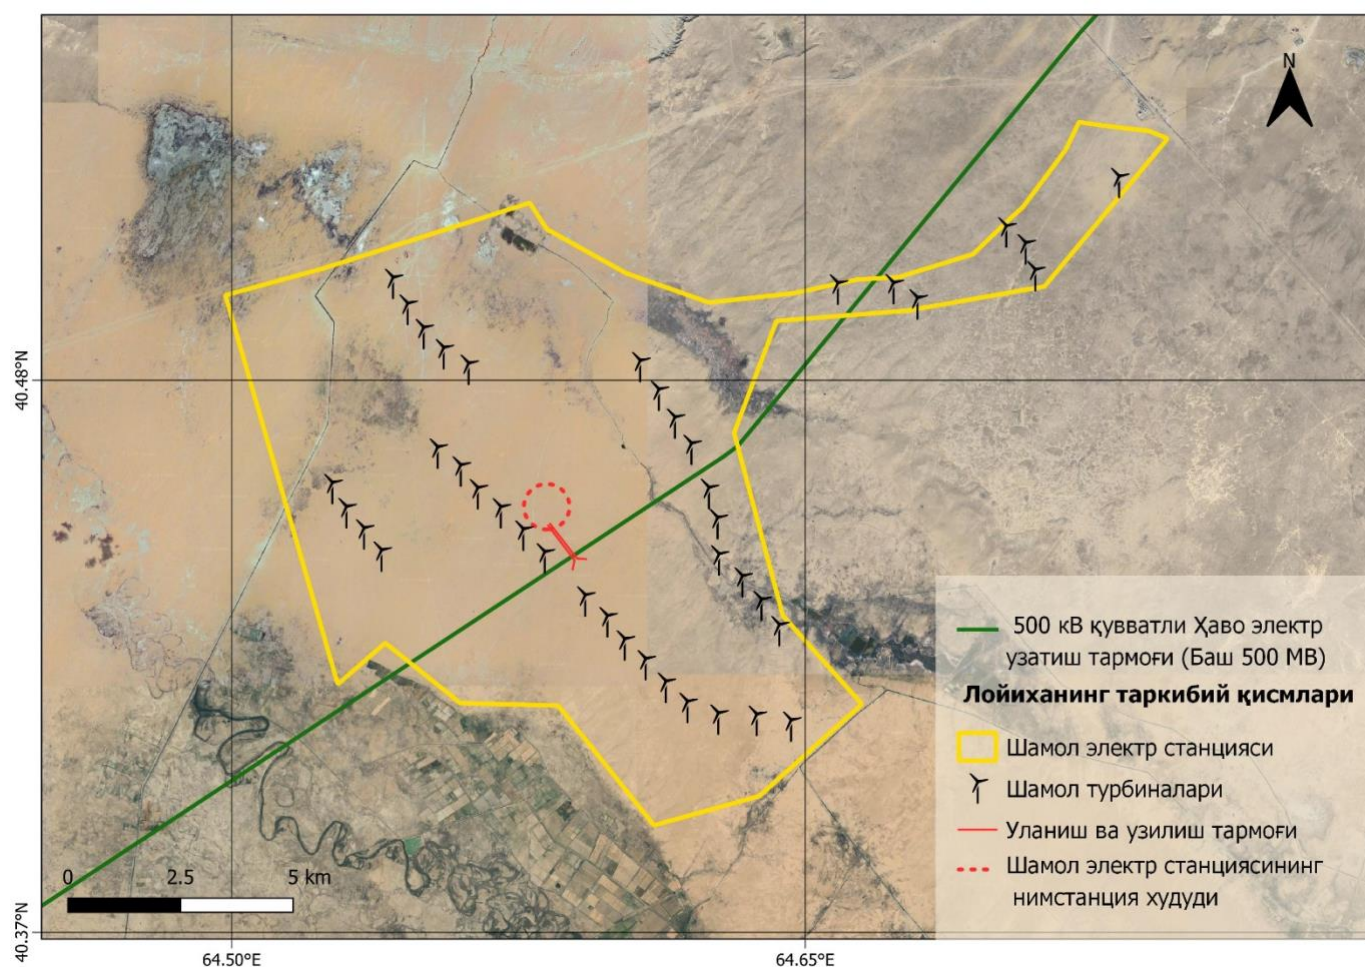 N
40.48°N
500 кВ қувватли Ҳаво электр
узатиш тармоғи (Баш 500 МВ)
Лойиханинг таркибий қисмлари
Шамол электр станцияси
Шамол турбиналари
Уланиш ва узилиш тармоғи
Шамол электр станциясининг
нимстанция худуди
0 2.5 5 km
40.37°N
64.50°E 64.65°E